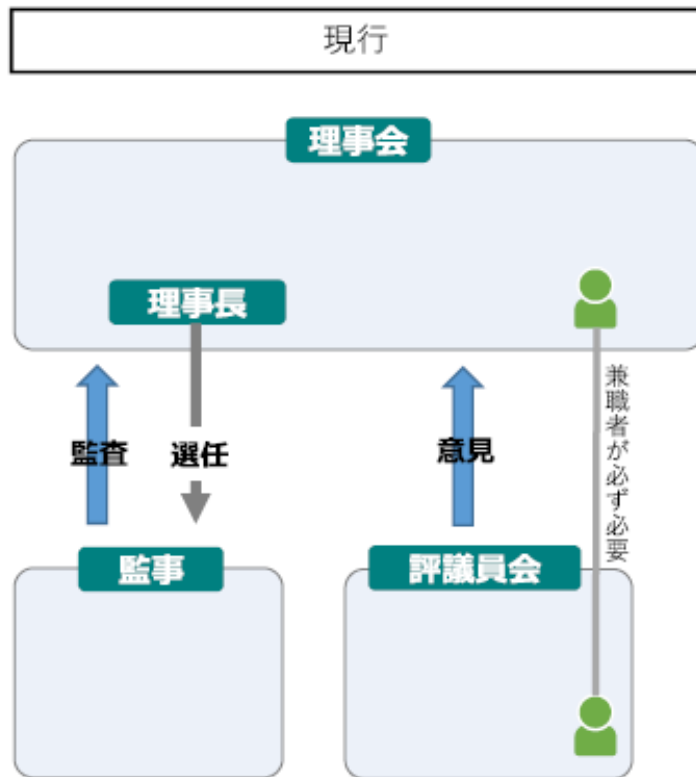 現行
理事会
理事長
監査
選任
意見
兼職者が必ず必要
監事
評議員会